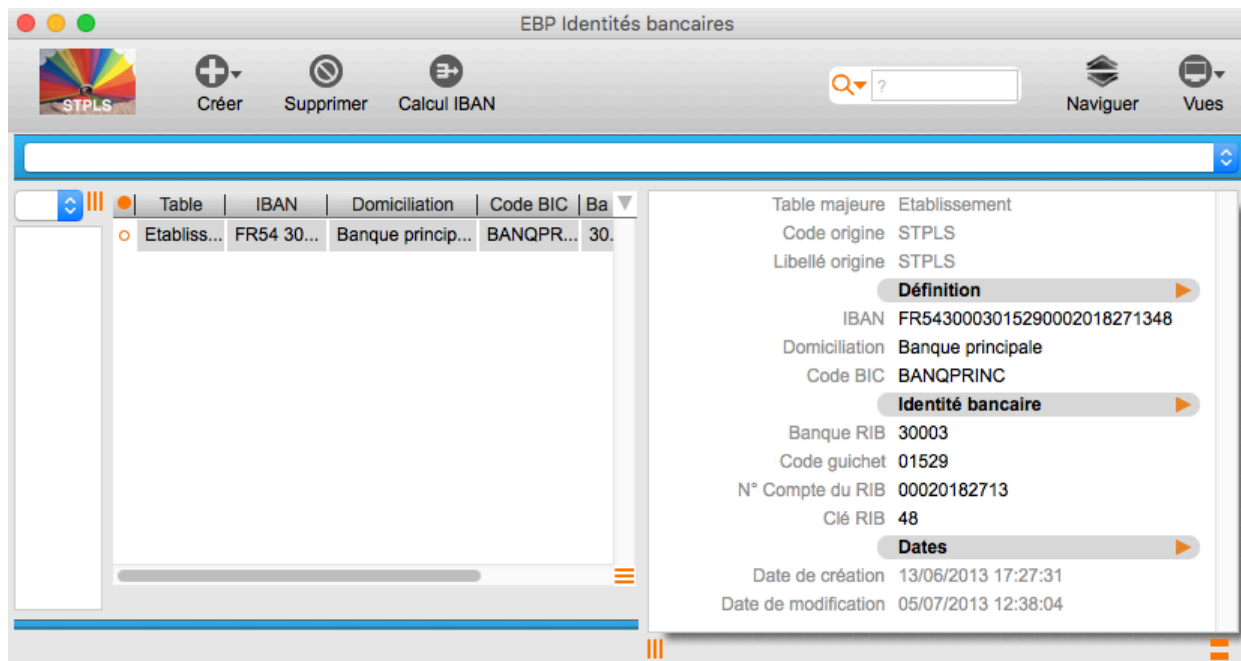 EBP Identités bancaires
STPLS
Créer Supprimer Calcul IBAN ? Naviguer Vues
Table IBAN Domiciliation Code BIC Ba
Etabliss... FR54 30... Banque princip... BANQPR... 30.
Table majeure Etablissement
Code origine STPLS
Libellé origine STPLS
Définition
IBAN FR5430003015290002018271348
Domiciliation Banque principale
Code BIC BANQPRINC
Identité bancaire
Banque RIB 30003
Code guichet 01529
N° Compte du RIB 00020182713
Clé RIB 48
Dates
Date de création 13/06/2013 17:27:31
Date de modification 05/07/2013 12:38:04